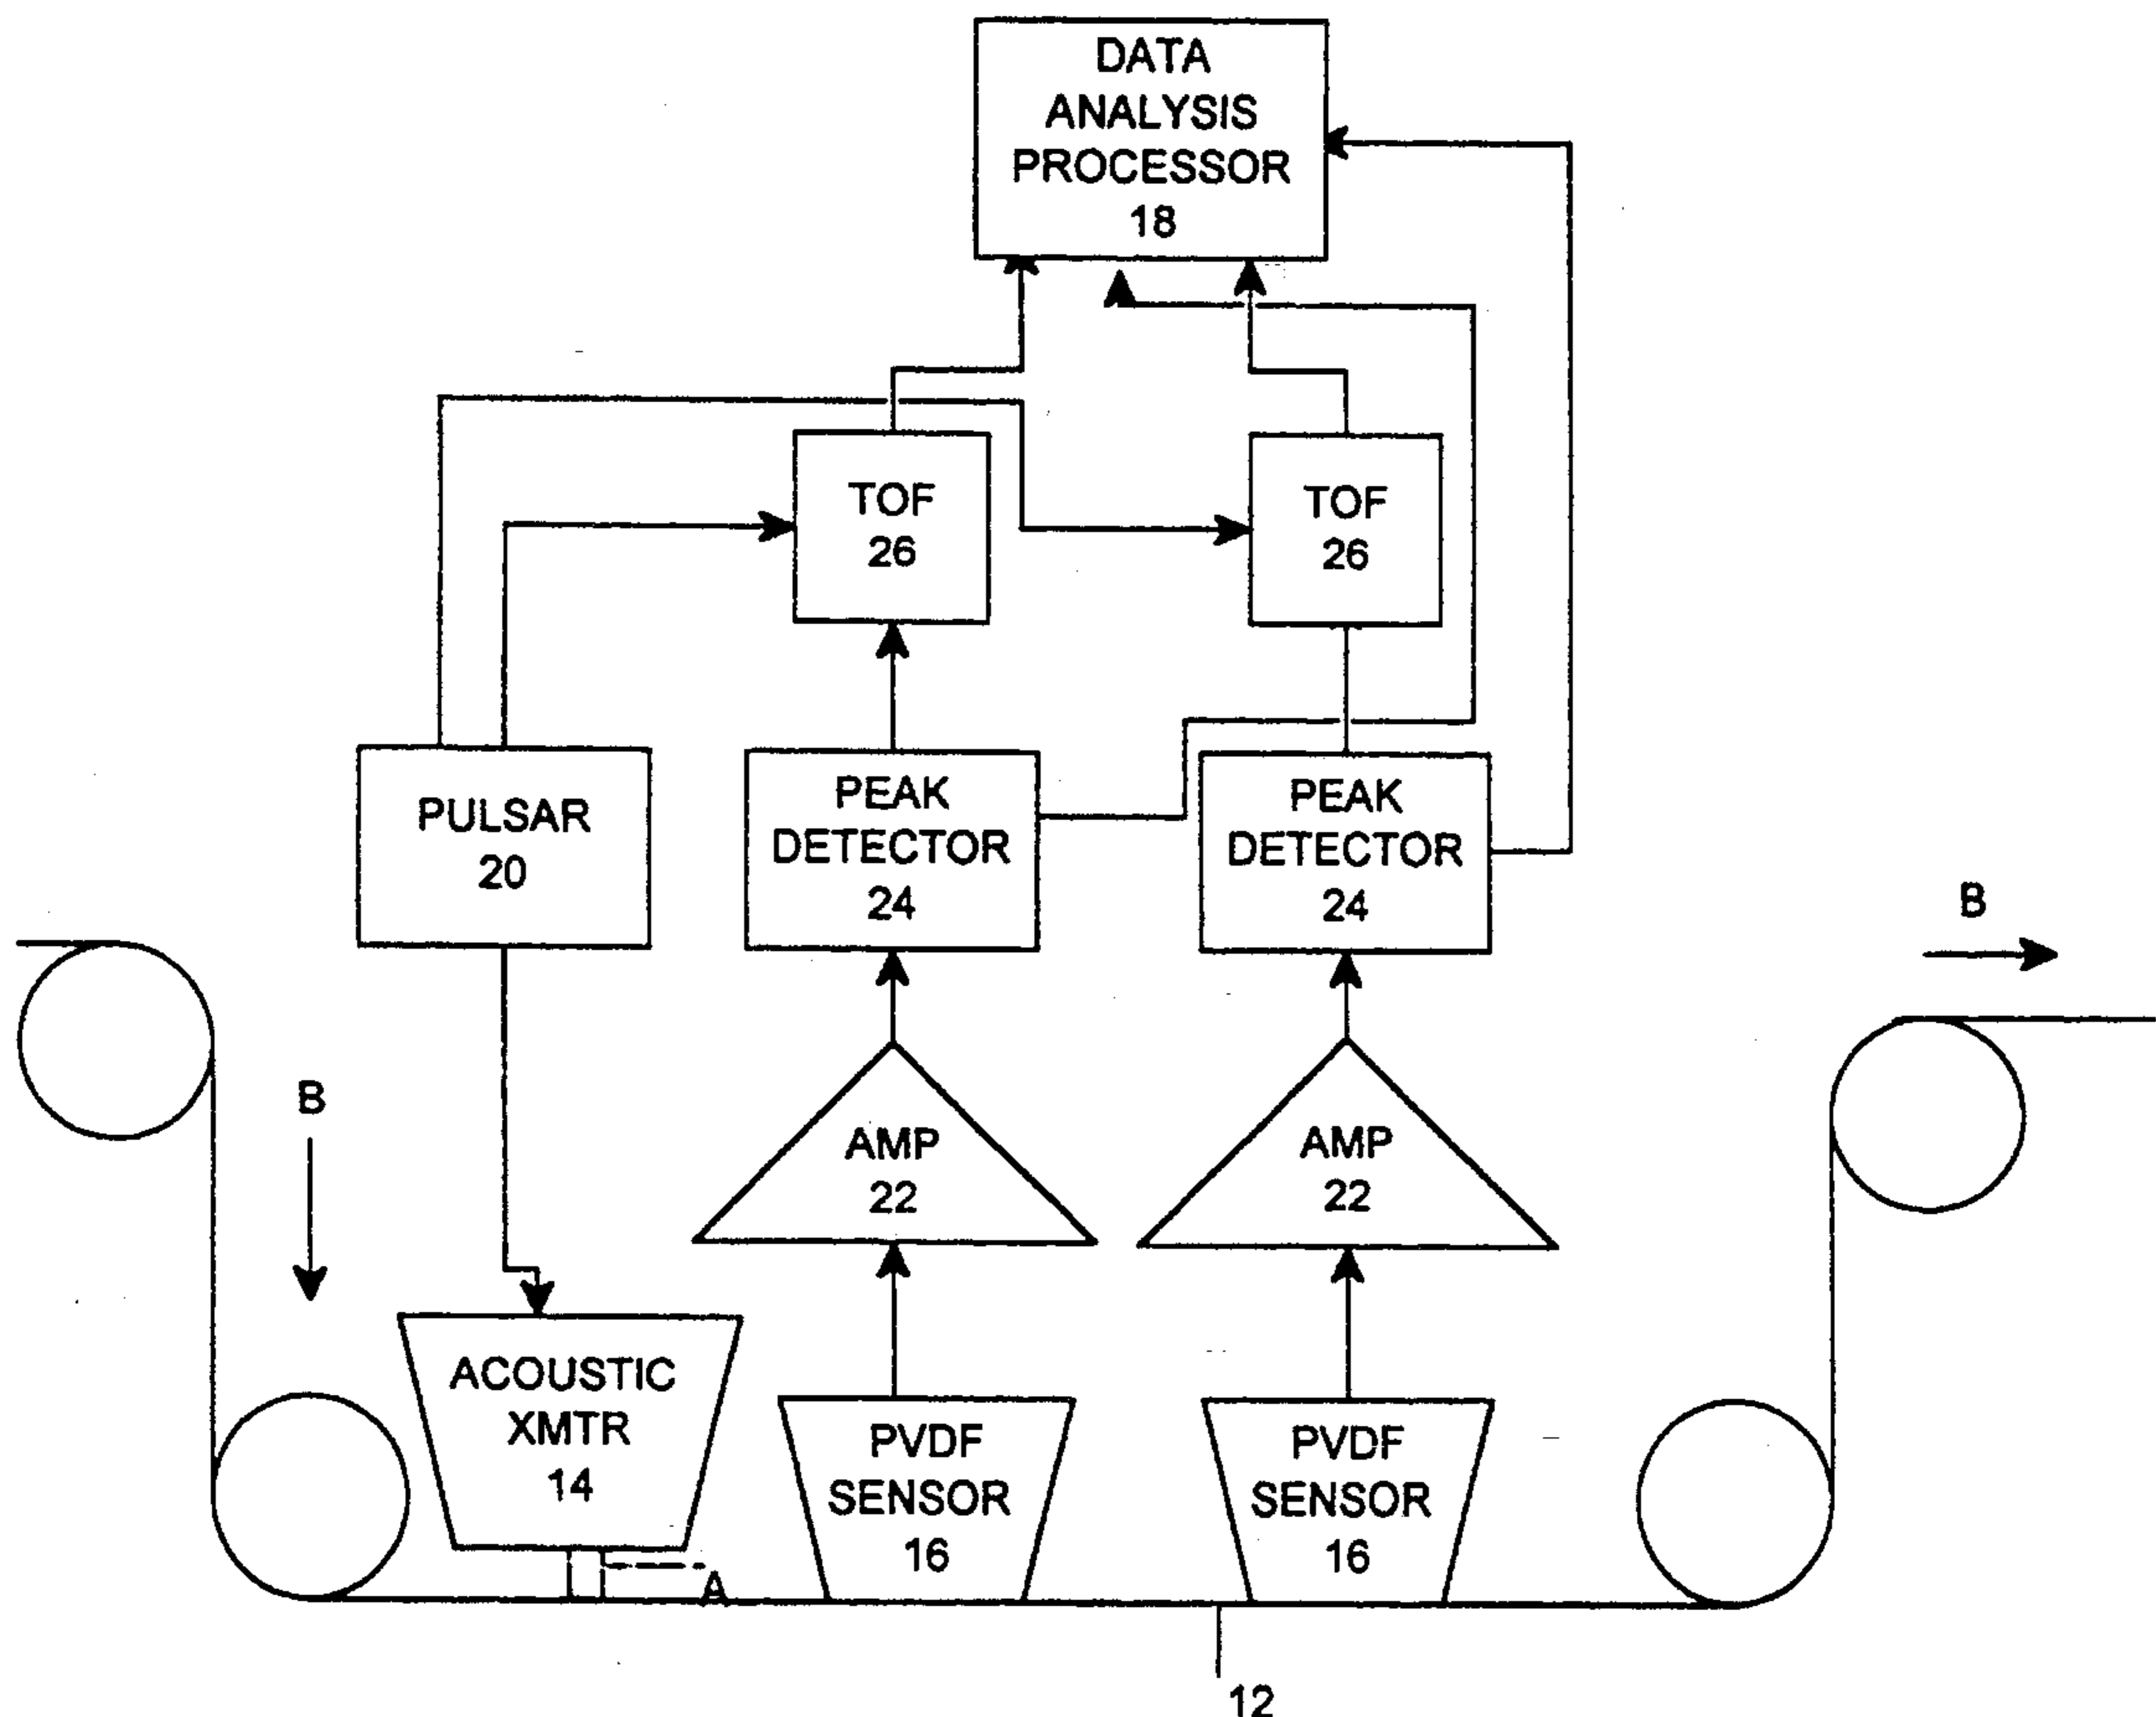 DATA
ANALYSIS
PROCESSOR
18
TOF
26
TOF
26
PULSAR
20
PEAK
DETECTOR
24
PEAK
DETECTOR
24
B
B
AMP
22
AMP
22
ACOUSTIC
XMTR
14
PVDF
SENSOR
16
PVDF
SENSOR
16
A
12